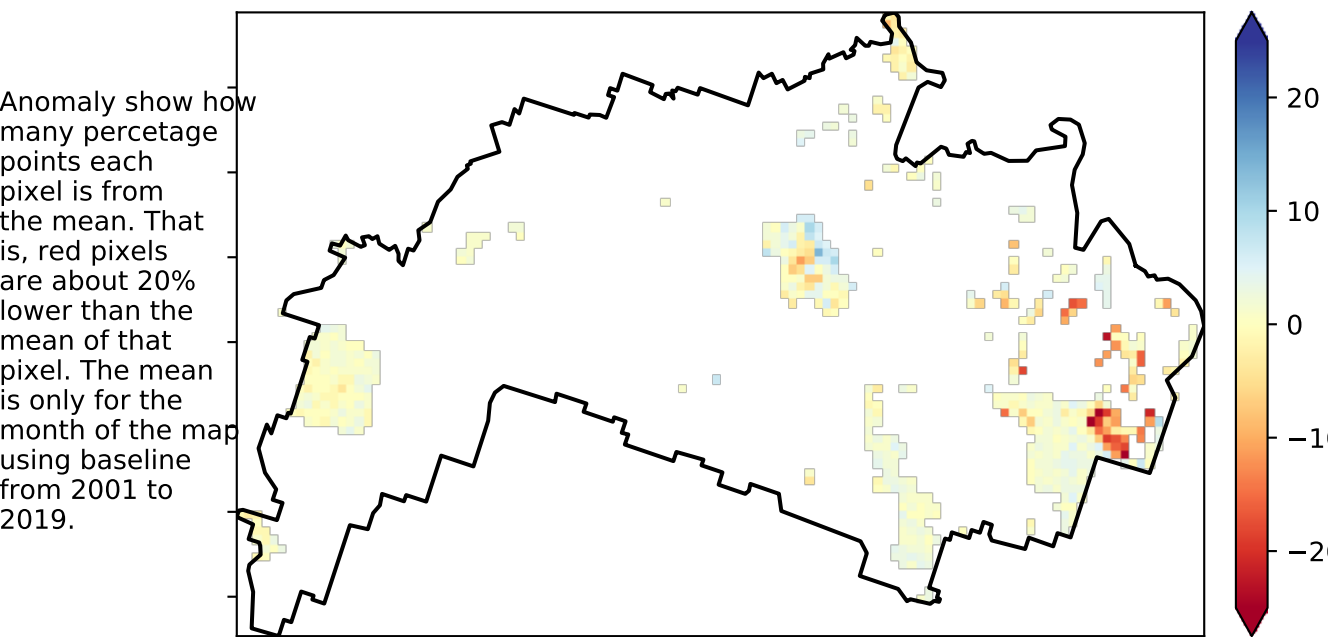 Anomaly show how
many percetage
points each
pixel is from
the mean. That
is, red pixels
are about 20%
lower than the
mean of that
pixel. The mean
is only for the
month of the map
using baseline
from 2001 to
2019.
20
10
0
−10
−20